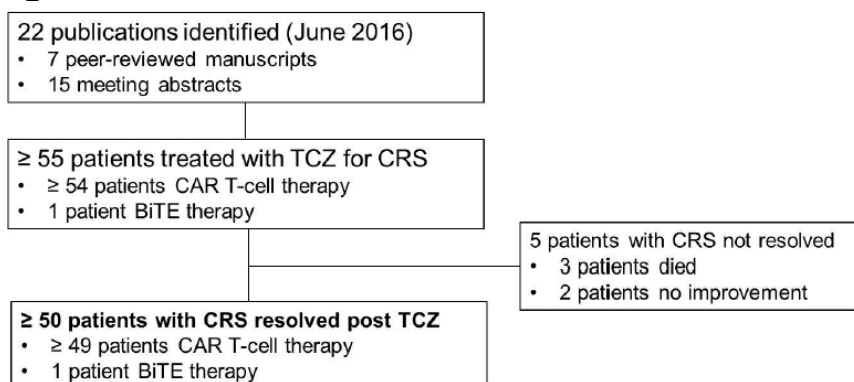 22 publications identified (June 2016)
• 7 peer-reviewed manuscripts
• 15 meeting abstracts
≥ 55 patients treated with TCZ for CRS
• ≥ 54 patients CAR T-cell therapy
• 1 patient BiTE therapy
5 patients with CRS not resolved
• 3 patients died
• 2 patients no improvement
≥ 50 patients with CRS resolved post TCZ
• ≥ 49 patients CAR T-cell therapy
• 1 patient BiTE therapy